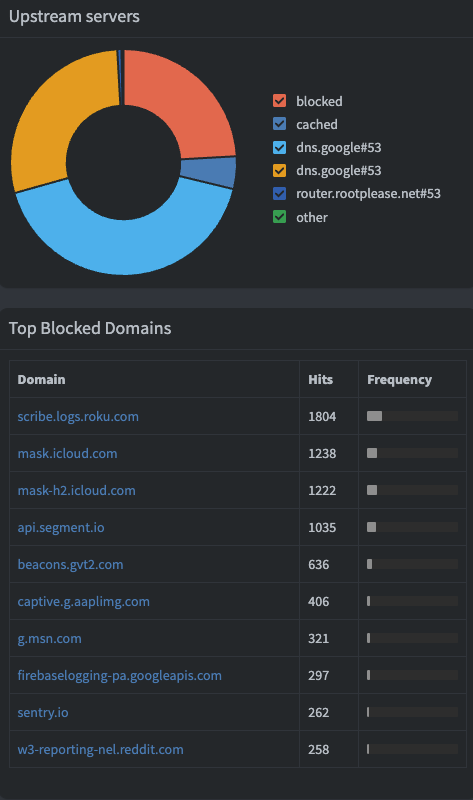 Upstream servers
blocked
cached
dns.google#53
dns.google#53
router.rootplease.net#53
other
Top Blocked Domains
Domain Hits Frequency
scribe.logs.roku.com 1804
mask.icloud.com 1238
mask-h2.icloud.com 1222
api.segment.io 1035
beacons.gvt2.com 636
captive.g.aaplimg.com 406
g.msn.com 321
firebaselogging-pa.googleapis.com 297
sentry.io 262
w3-reporting-nel.reddit.com 258